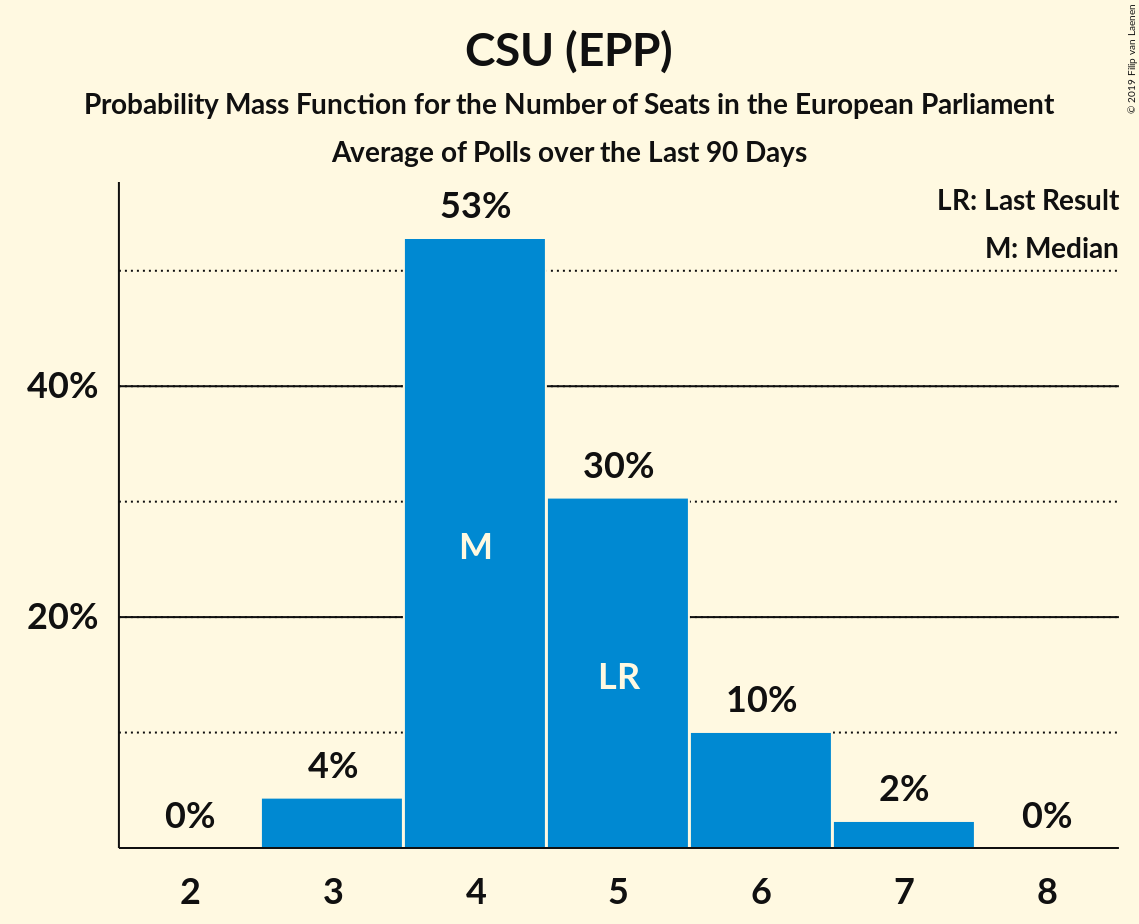 CSU (EPP)
Probability Mass Function for the Number of Seats in the European Parliament
Average of Polls over the Last 90 Days
© 2019 Filip van Laenen
LR: Last Result
M: Median
53%
40%
30%
M
20%
LR
10%
4%
2%
0%
0%
2 3 4 5 6 7 8